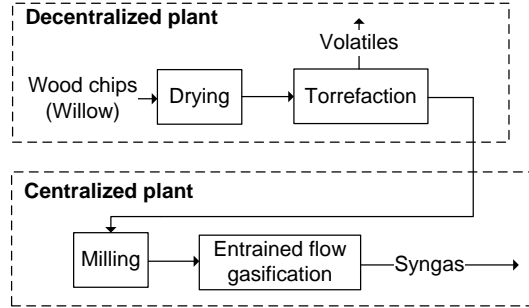 Decentralized plant
Volatiles
Wood chips
(Willow)
Drying
Torrefaction
Centralized plant
Milling
Entrained flow
gasification
Syngas